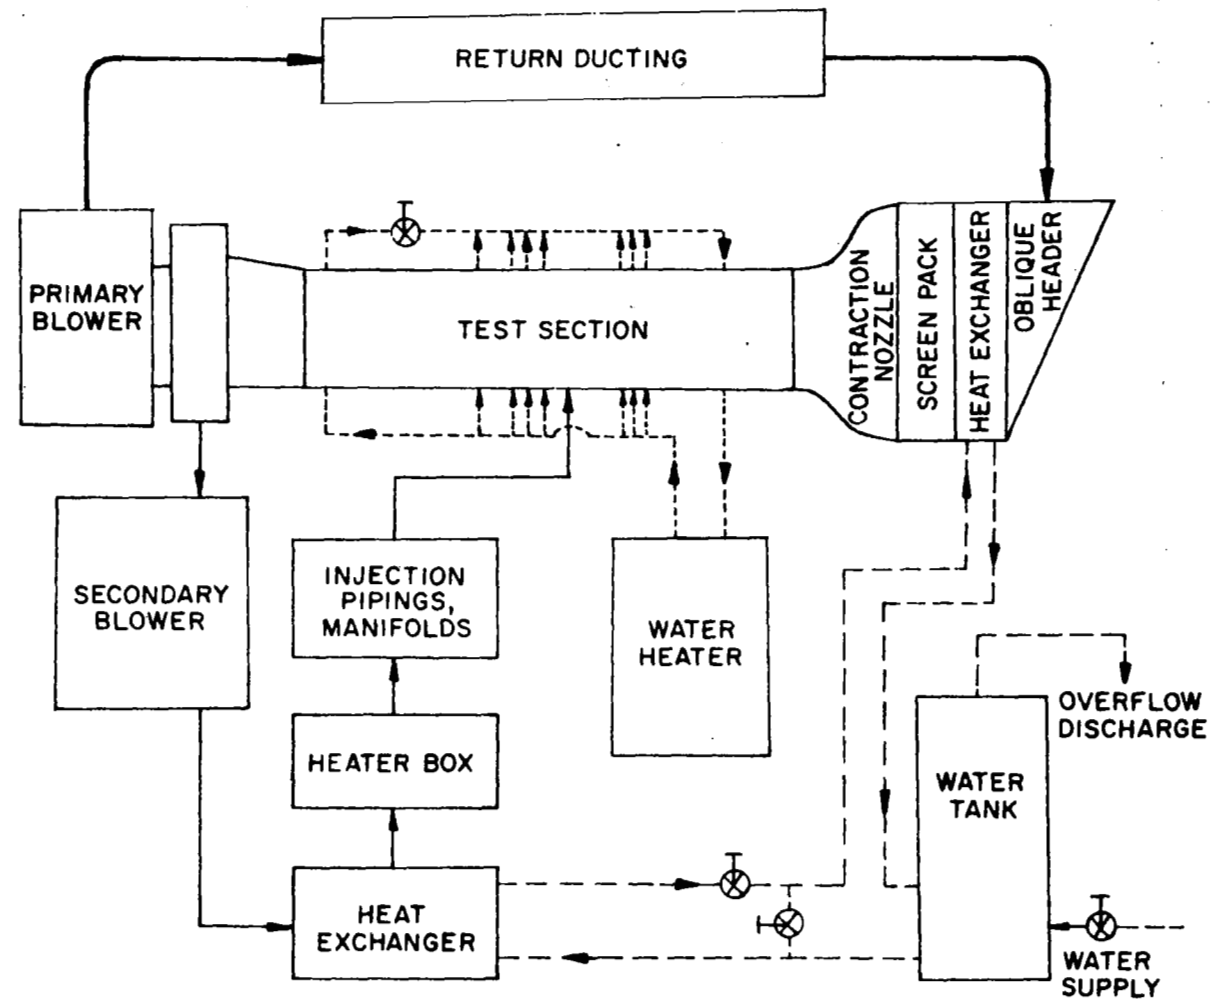 RETURN DUCTING
PRIMARY
BLOWER
TEST SECTION
CONTRACTION
NOZZLE
SCREEN PACK
HEAT EXCHANGER
OBLIQUE
HEADER
SECONDARY
BLOWER
INJECTION
PIPINGS,
MANIFOLDS
WATER
HEATER
HEATER BOX
OVERFLOW
DISCHARGE
WATER
TANK
HEAT
EXCHANGER
WATER
SUPPLY